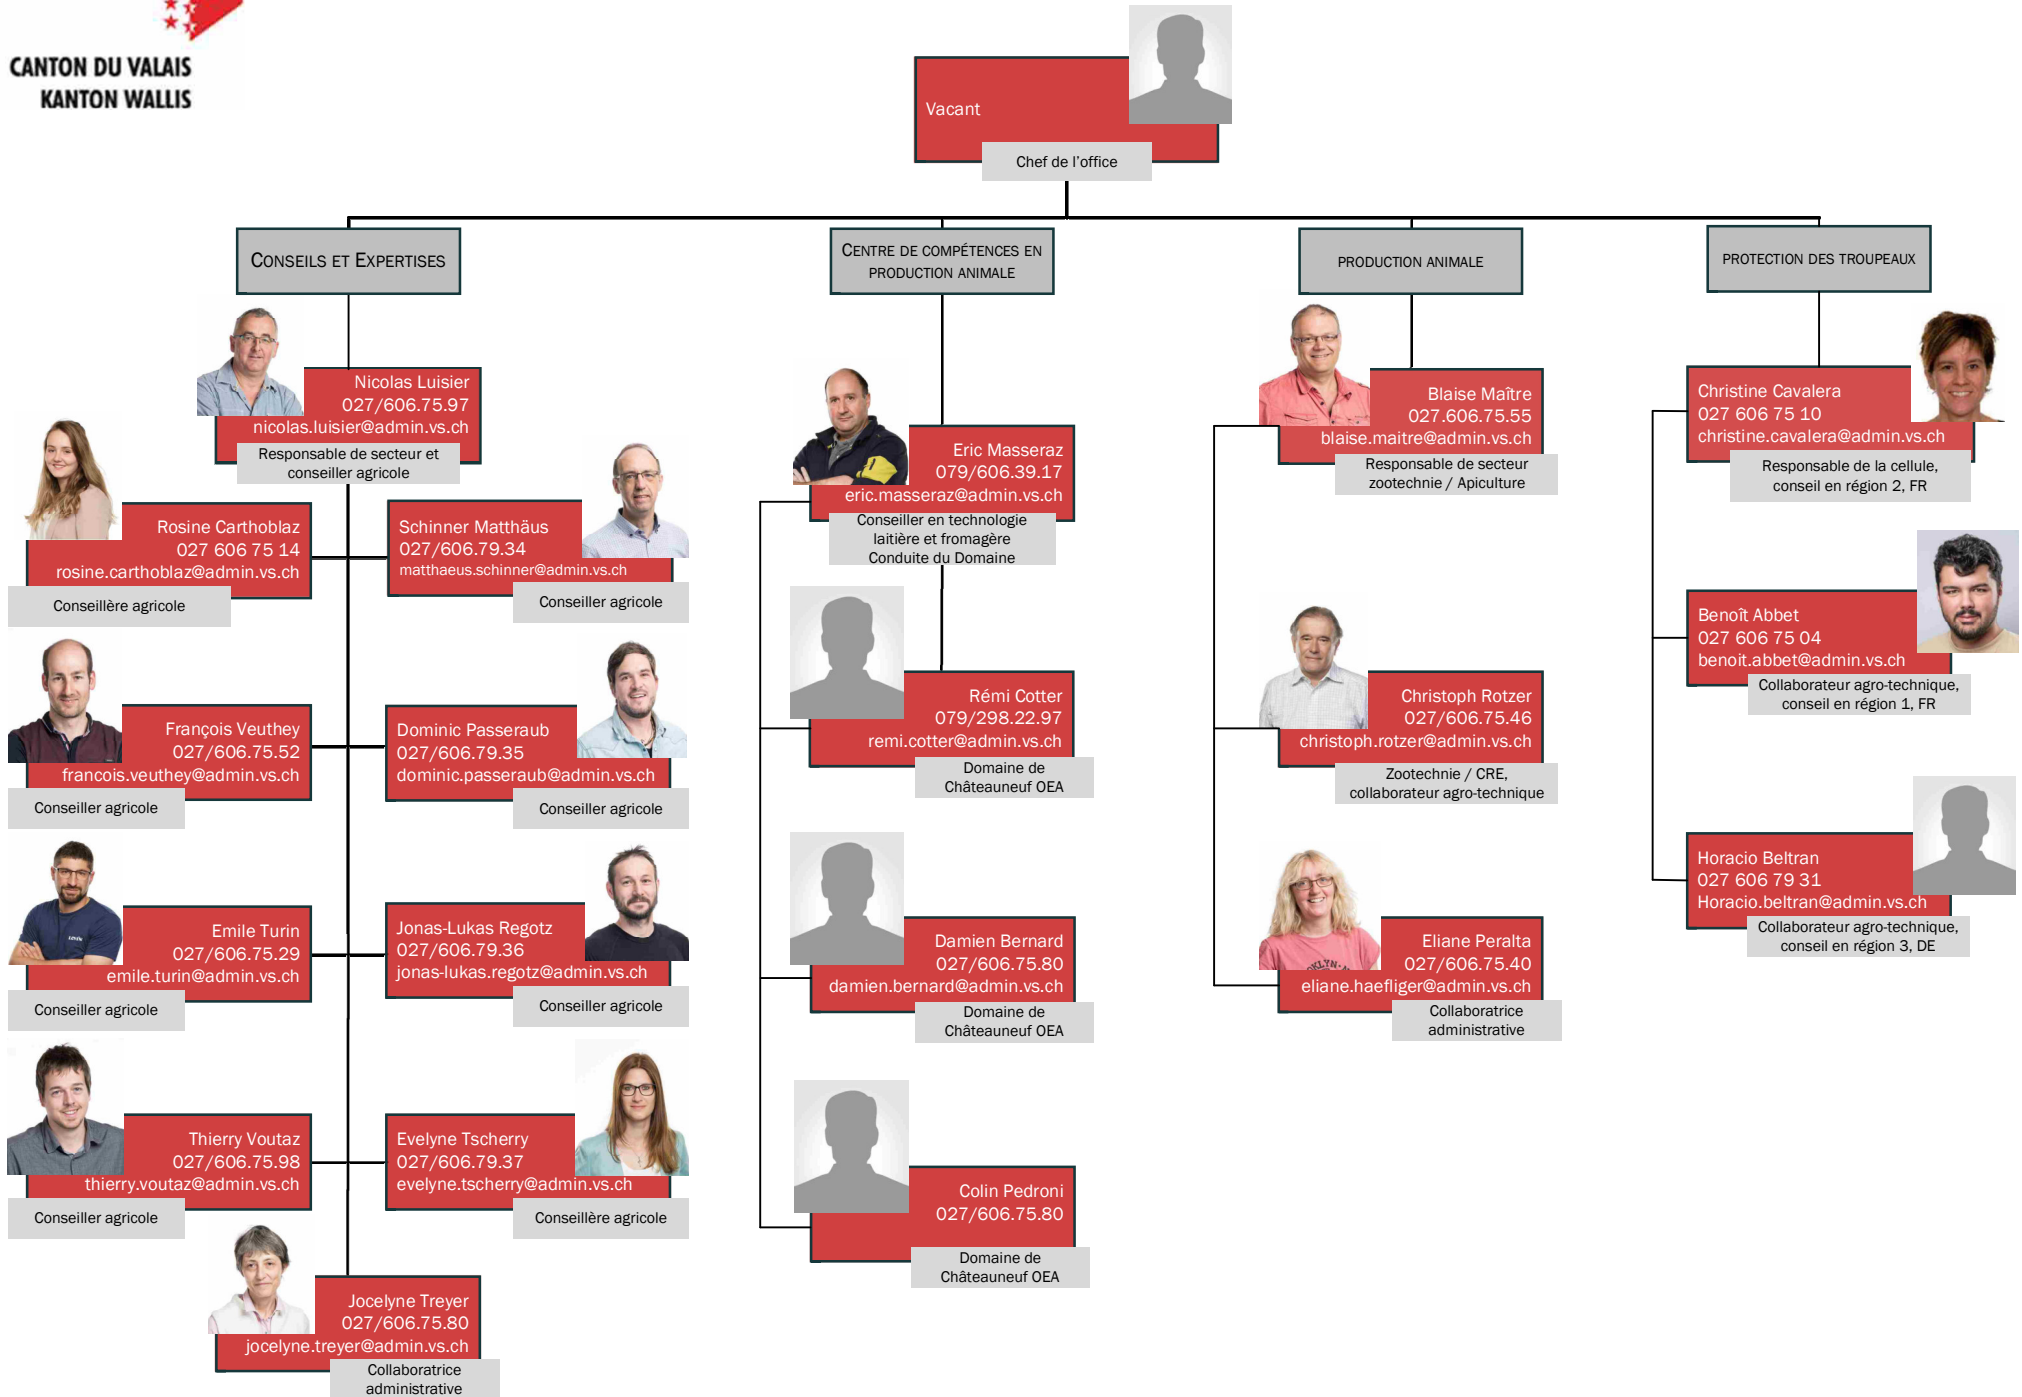 CANTON DU VALAIS
KANTON WALLIS
Vacant
Chef de l'office
CONSEILS ET EXPERTISES
Nicolas Luisier
027/606.75.97
nicolas.luisier@admin.vs.ch
Responsable de secteur et
conseiller agricole
Rosine Carthoblaz
027 606 75 14
rosine.carthoblaz@admin.vs.ch
Conseillère agricole
Schinner Matthäus
027/606.79.34
matthaeus.schinner@admin.vs.ch
Conseiller agricole
François Veuthey
027/606.75.52
francois.veuthey@admin.vs.ch
Conseiller agricole
Dominic Passeraub
027/606.79.35
dominic.passeraub@admin.vs.ch
Conseiller agricole
Emile Turin
027/606.75.29
emile.turin@admin.vs.ch
Conseiller agricole
Jonas-Lukas Regotz
027/606.79.36
jonas-lukas.regotz@admin.vs.ch
Conseiller agricole
Thierry Voutaz
027/606.75.98
thierry.voutaz@admin.vs.ch
Conseiller agricole
Evelyne Tscherry
027/606.79.37
evelyne.tscherry@admin.vs.ch
Conseillère agricole
Jocelyne Treyer
027/606.75.80
jocelyne.treyer@admin.vs.ch
Collaboratrice
administrative
CENTRE DE COMPÉTENCES EN
PRODUCTION ANIMALE
Eric Masseraz
079/606.39.17
eric.masseraz@admin.vs.ch
Conseiller en technologie
laitière et fromagère
Conduite du Domaine
Rémi Cotter
079/298.22.97
remi.cotter@admin.vs.ch
Domaine de
Châteauneuf OEA
Damien Bernard
027/606.75.80
damien.bernard@admin.vs.ch
Domaine de
Châteauneuf OEA
Colin Pedroni
027/606.75.80
Domaine de
Châteauneuf OEA
PRODUCTION ANIMALE
Blaise Maître
027.606.75.55
blaise.maitre@admin.vs.ch
Responsable de secteur
zootechnie / Apiculture
Christoph Rotzer
027/606.75.46
christoph.rotzer@admin.vs.ch
Zootechnie / CRE,
collaborateur agro-technique
Eliane Peralta
027/606.75.40
eliane.haefliger@admin.vs.ch
Collaboratrice
administrative
PROTECTION DES TROUPEAUX
Christine Cavalera
027 606 75 10
christine.cavalera@admin.vs.ch
Responsable de la cellule,
conseil en région 2, FR
Benoît Abbet
027 606 75 04
benoit.abbet@admin.vs.ch
Collaborateur agro-technique,
conseil en région 1, FR
Horacio Beltran
027 606 79 31
Horacio.beltran@admin.vs.ch
Collaborateur agro-technique,
conseil en région 3, DE